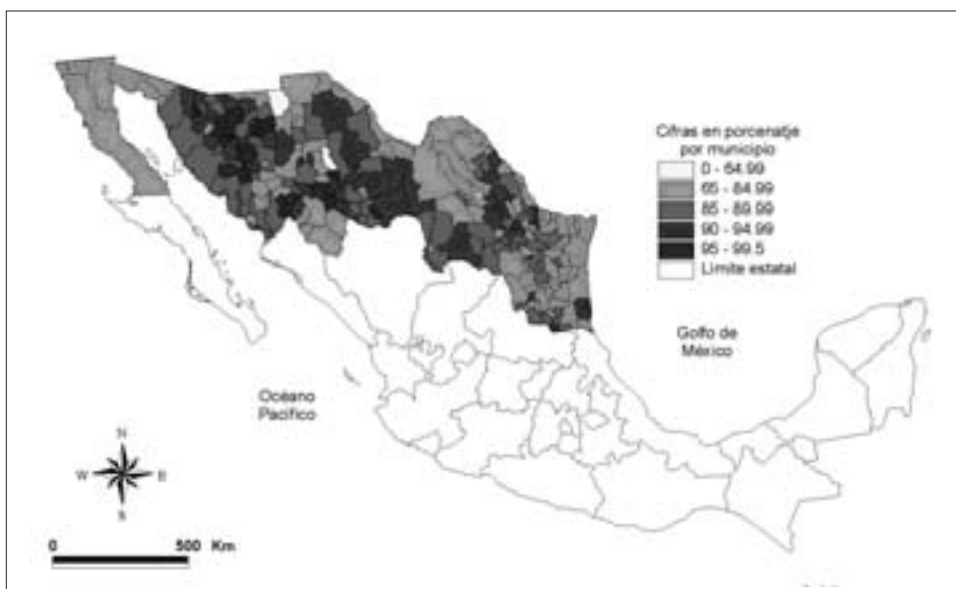 Cifras en porcenatje
por municipio
0 - 64.99
65 - 84.99
85 - 89.99
90 - 94.99
95 - 99.5
Límite estatal
Golfo de
México
Océano
Pacífico
N
W
E
S
0
500 Km